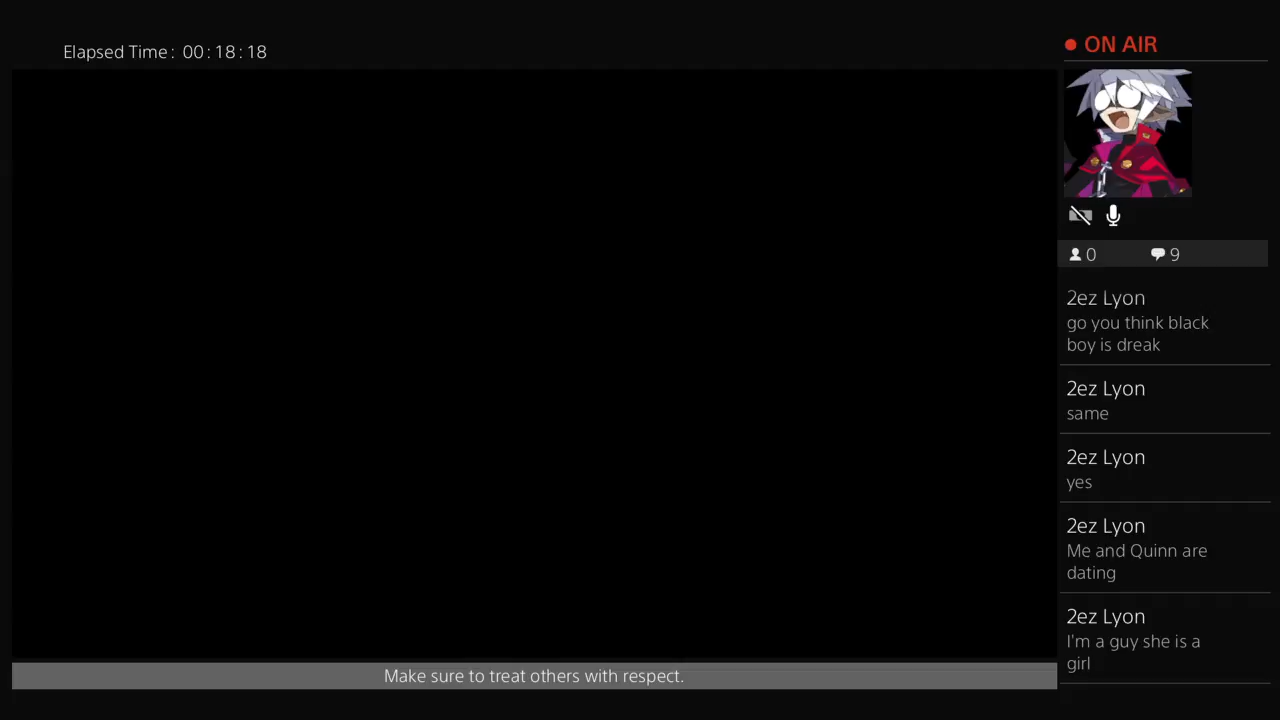 Elapsed Time: 00:18:18
ON AIR
0 9
2ez Lyon
go you think black
boy is dreak
2ez Lyon
same
2ez Lyon
yes
2ez Lyon
Me and Quinn are
dating
2ez Lyon
I'm a guy she is a
girl
Make sure to treat others with respect.